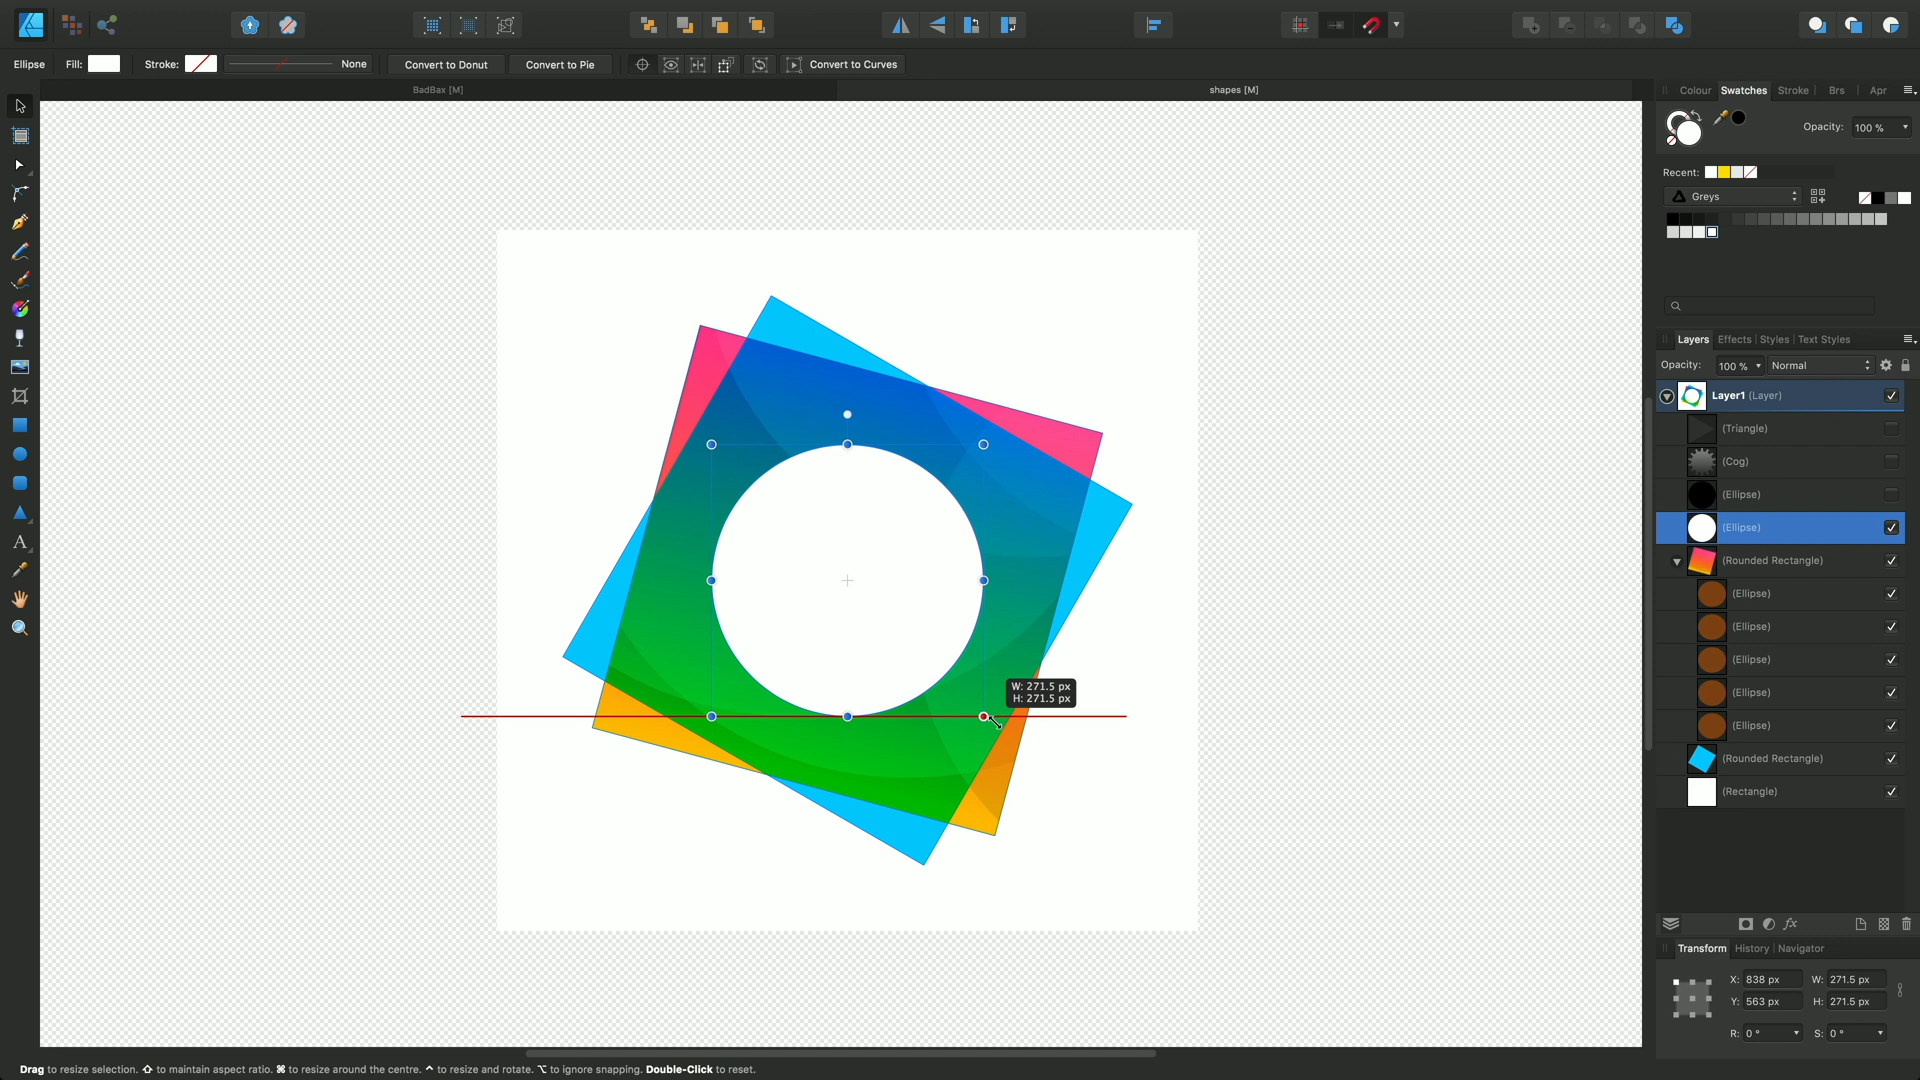 Ellipse Fill: Stroke: None Convert to Donut Convert to Pie Convert to Curves
BadBax [M] shapes [M]
Colour Swatches Stroke Brs Apr
Opacity: 100 %
Recent:
Greys
Layers Effects Styles Text Styles
Opacity: 100 % Normal
Layer1 (Layer)
(Triangle)
(Cog)
(Ellipse)
(Ellipse)
(Rounded Rectangle)
(Ellipse)
(Ellipse)
(Ellipse)
(Ellipse)
(Ellipse)
(Rounded Rectangle)
(Rectangle)
W: 271.5 px
H: 271.5 px
fx
Transform History Navigator
X: 838 px W: 271.5 px
Y: 563 px H: 271.5 px
R: 0 ° S: 0 °
Drag to resize selection. ⇧ to maintain aspect ratio. ⌘ to resize around the centre. ^ to resize and rotate. ⌥ to ignore snapping. Double-Click to reset.